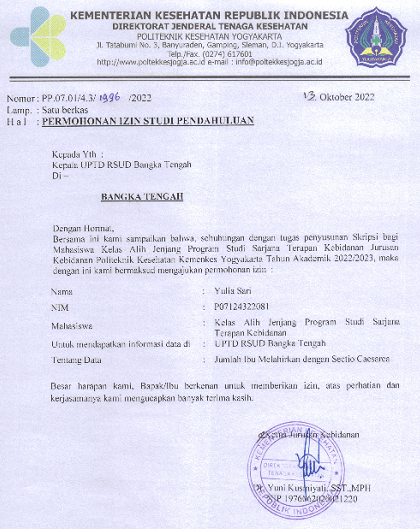 KEMENTERIAN KESEHATAN REPUBLIK INDONESIA
DIREKTORAT JENDERAL TENAGA KESEHATAN
POLITEKNIK KESEHATAN YOGYAKARTA
Jl. Tatabumi No. 3, Banyuraden, Gamping, Sleman, D.I. Yogyakarta
Telp./Fax. (0274) 617601
http://www.poltekkesjogja.ac.id e-mail : info@poltekkesjogja.ac.id
Nomor : PP.07.01/4.3/ 1996 /2022 13 Oktober 2022
Lamp. : Satu berkas
H a l : PERMOHONAN IZIN STUDI PENDAHULUAN
Kepada Yth :
Kepala UPTD RSUD Bangka Tengah
Di –
BANGKA TENGAH
Dengan Hormat,
Bersama ini kami sampaikan bahwa, sehubungan dengan tugas penyusunan Skripsi bagi
Mahasiswa Kelas Alih Jenjang Program Studi Sarjana Terapan Kebidanan Jurusan
Kebidanan Politeknik Kesehatan Kemenkes Yogyakarta Tahun Akademik 2022/2023, maka
dengan ini kami bermaksud mengajukan permohonan izin :
Nama : Yulia Sari
NIM : P07124322081
Mahasiswa : Kelas Alih Jenjang Program Studi Sarjana
Terapan Kebidanan
Untuk mendapatkan informasi data di : UPTD RSUD Bangka Tengah
Tentang Data : Jumlah Ibu Melahirkan dengan Sectio Caesarea
Besar harapan kami, Bapak/Ibu berkenan untuk memberikan izin, atas perhatian dan
kerjasamanya kami mengucapkan banyak terima kasih.
Ketua Jurusan Kebidanan
KEMENTERIAN KESEHATAN
REPUBLIK INDONESIA
Dr. Yuni Kusmiyati, SST.,MPH